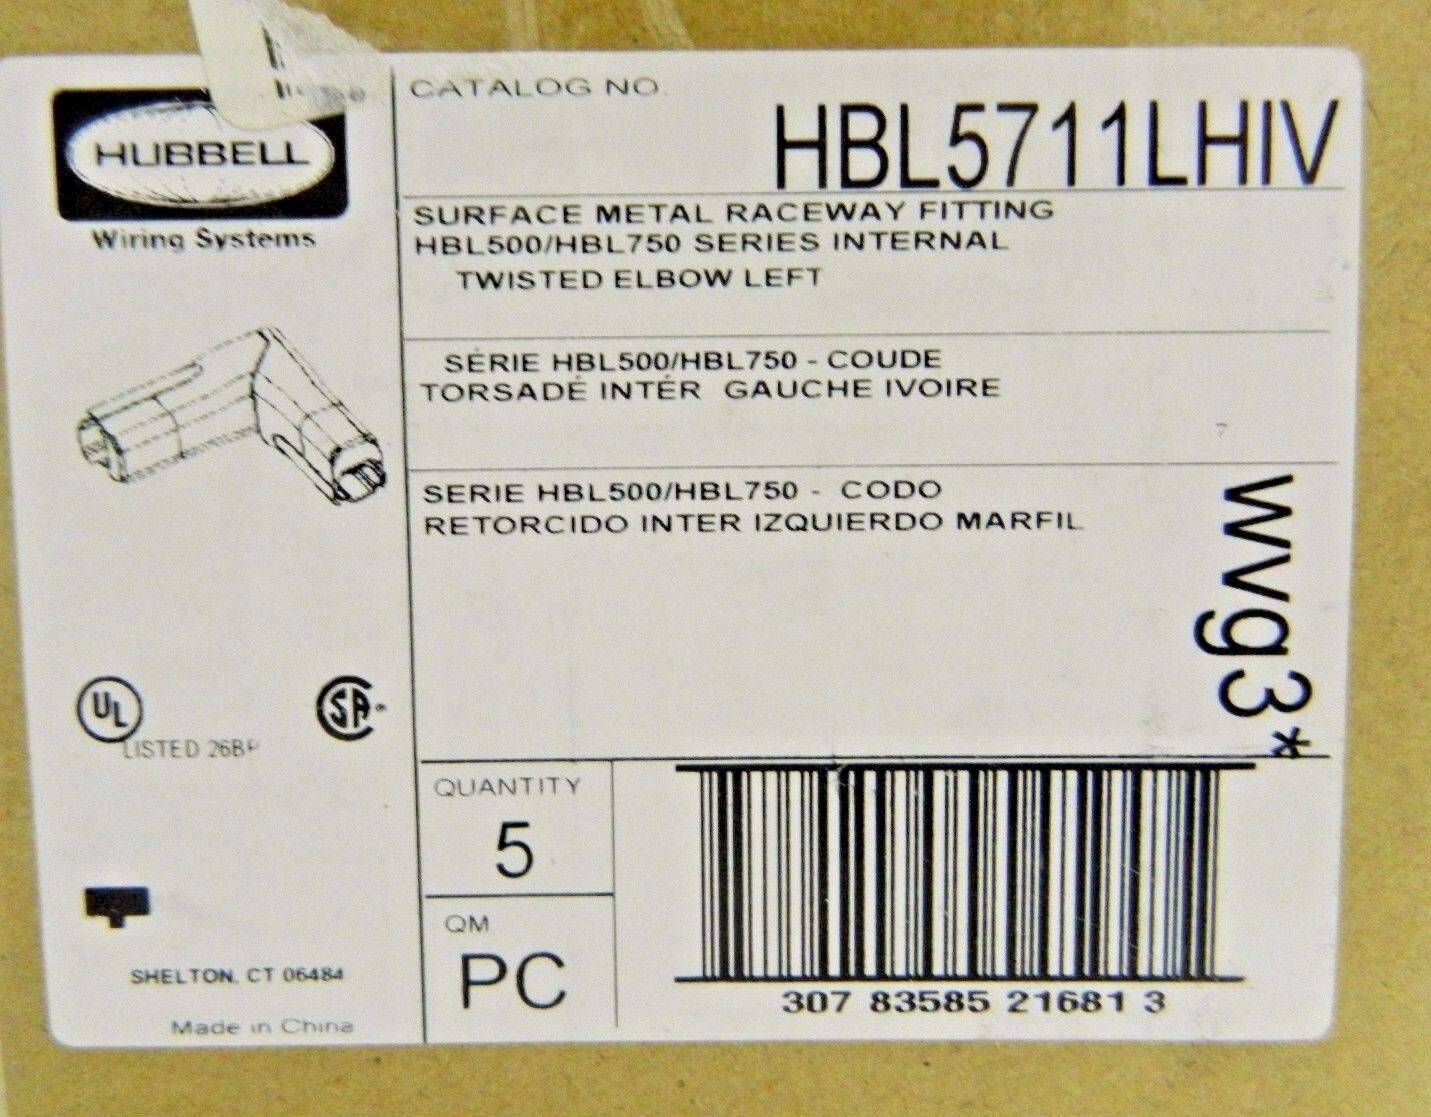 HUBBELL
Wiring Systems
UL
LISTED 26BP
SA
SHELTON, CT 06484
Made in China
CATALOG NO.
HBL5711LHIV
SURFACE METAL RACEWAY FITTING
HBL500/HBL750 SERIES INTERNAL
TWISTED ELBOW LEFT
SÉRIE HBL500/HBL750 - COUDE
TORSADÉ INTÉR GAUCHE IVOIRE
SERIE HBL500/HBL750 - CODO
RETORCIDO INTER IZQUIERDO MARFIL
wvg3*
QUANTITY
5
QM
PC
307 83585 21681 3